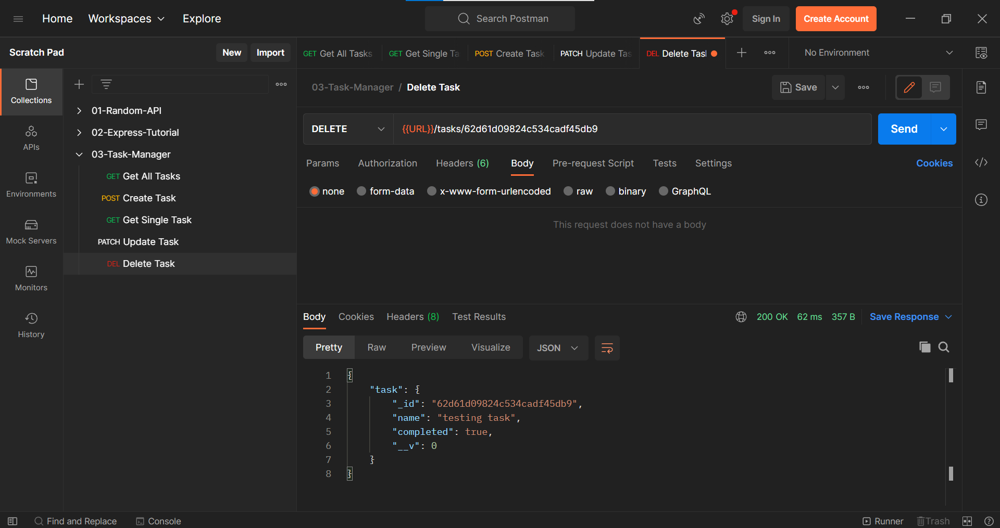 Home Workspaces Explore Search Postman Sign In Create Account
Scratch Pad New Import
GET Get All Tasks GET Get Single Ta POST Create Task PATCH Update Tas DEL Delete Tasl No Environment
Collections
APIs
Environments
Mock Servers
Monitors
History
01-Random-API
02-Express-Tutorial
03-Task-Manager
GET Get All Tasks
POST Create Task
GET Get Single Task
PATCH Update Task
DEL Delete Task
03-Task-Manager / Delete Task Save
DELETE {{URL}}/tasks/62d61d09824c534cadf45db9 Send
Params Authorization Headers (6) Body Pre-request Script Tests Settings Cookies
none form-data x-www-form-urlencoded raw binary GraphQL
This request does not have a body
Body Cookies Headers (8) Test Results 200 OK 62 ms 357 B Save Response
Pretty Raw Preview Visualize JSON
1 {
2 "task": {
3 "_id": "62d61d09824c534cadf45db9",
4 "name": "testing task",
5 "completed": true,
6 "__v": 0
7 }
8 }
Find and Replace Console Runner Trash